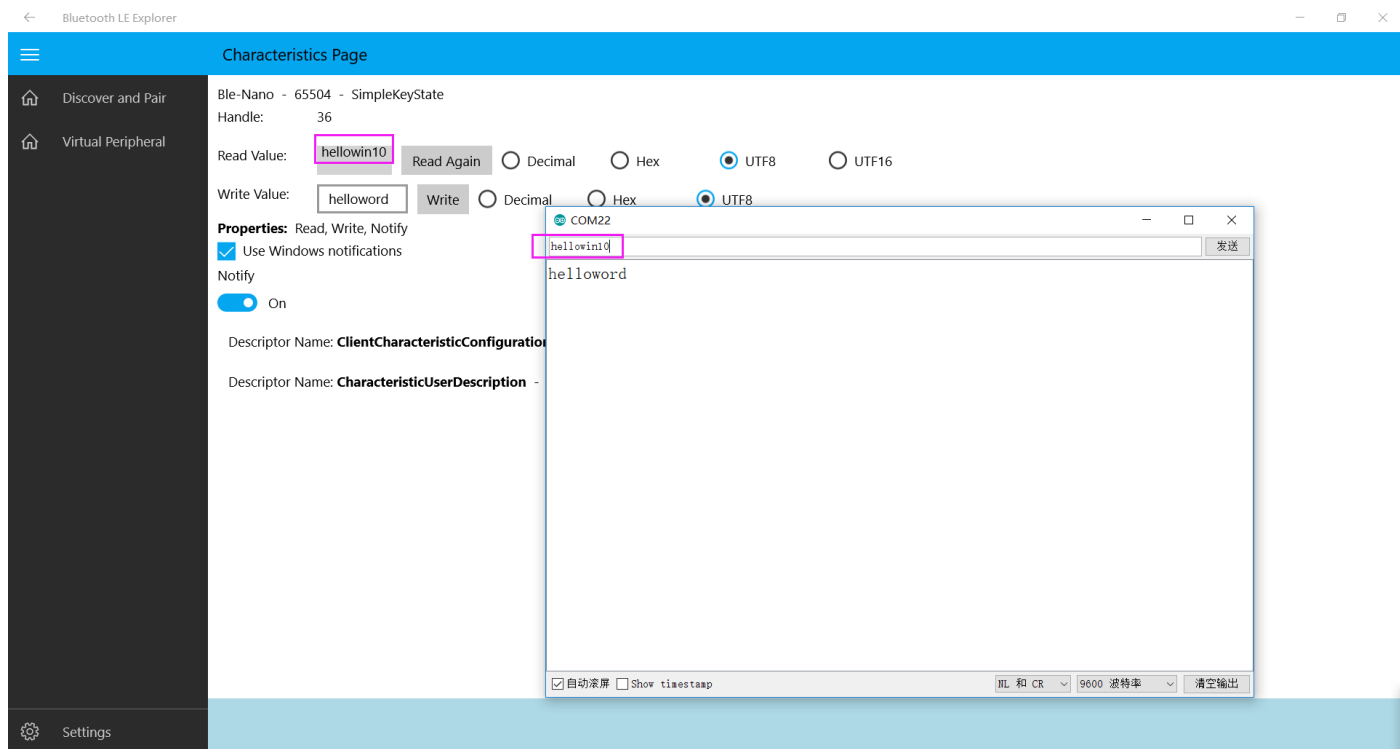 Bluetooth LE Explorer
Characteristics Page
Discover and Pair
Virtual Peripheral
Ble-Nano - 65504 - SimpleKeyState
Handle: 36
Read Value: hellowin10 Read Again Decimal Hex UTF8 UTF16
Write Value: helloword Write Decimal Hex UTF8
Properties: Read, Write, Notify
Use Windows notifications
Notify
On
Descriptor Name: ClientCharacteristicConfiguration
Descriptor Name: CharacteristicUserDescription -
COM22
hellowin10 发送
helloword
自动滚屏 Show timestamp NL 和 CR 9600 波特率 清空输出
Settings